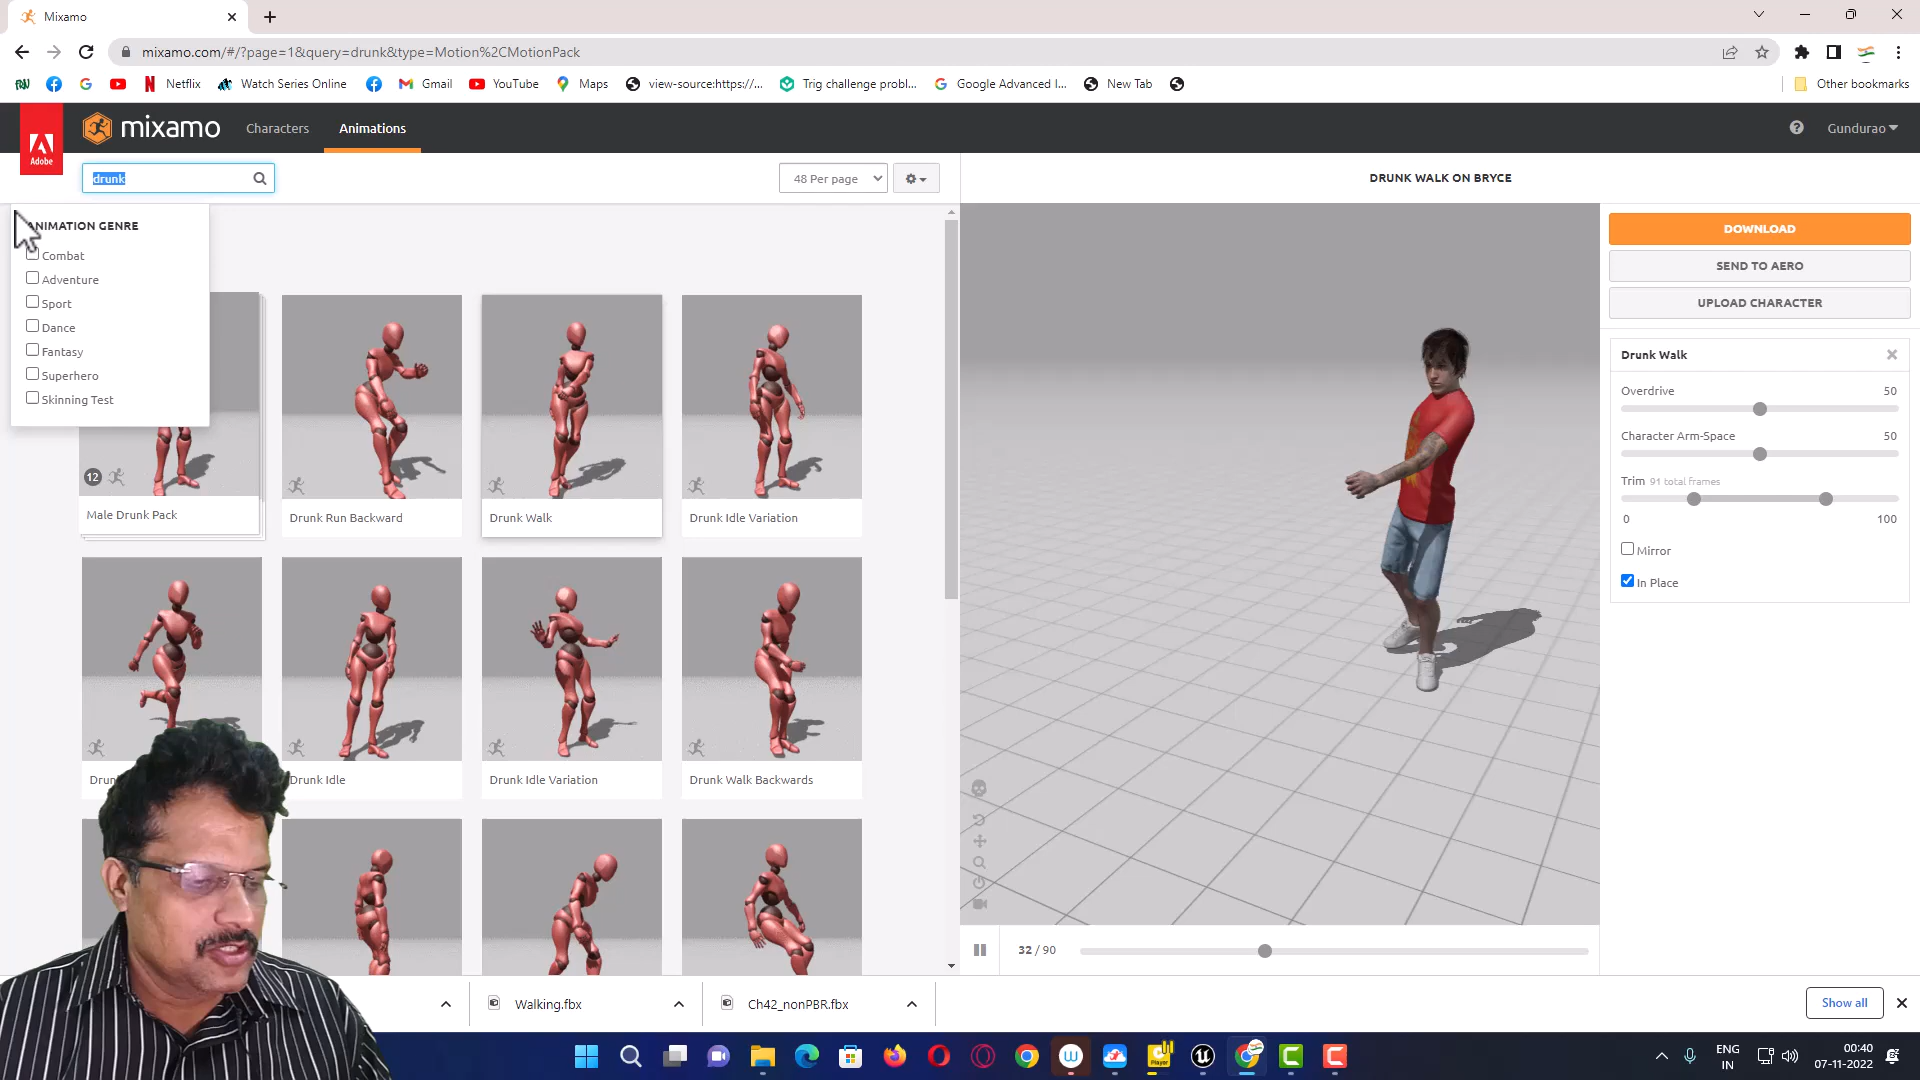 Mixamo
mixamo.com/#/?page=1&query=drunk&type=Motion%2CMotionPack
Netflix
Watch Series Online
Gmail
YouTube
Maps
view-source:https://...
Trig challenge probl...
Google Advanced I...
New Tab
Other bookmarks
Adobe
mixamo
Characters
Animations
Gundurao
drunk
48 Per page
DRUNK WALK ON BRYCE
NIMATION GENRE
Combat
Adventure
Sport
Dance
Fantasy
Superhero
Skinning Test
12
Male Drunk Pack
Drunk Run Backward
Drunk Walk
Drunk Idle Variation
Drunk Idle
Drunk Idle Variation
Drunk Walk Backwards
DOWNLOAD
SEND TO AERO
UPLOAD CHARACTER
Drunk Walk
Overdrive 50
Character Arm-Space 50
Trim 91 total frames
0 100
Mirror
In Place
32 / 90
Walking.fbx
Ch42_nonPBR.fbx
Show all
ENG
IN
00:40
07-11-2022